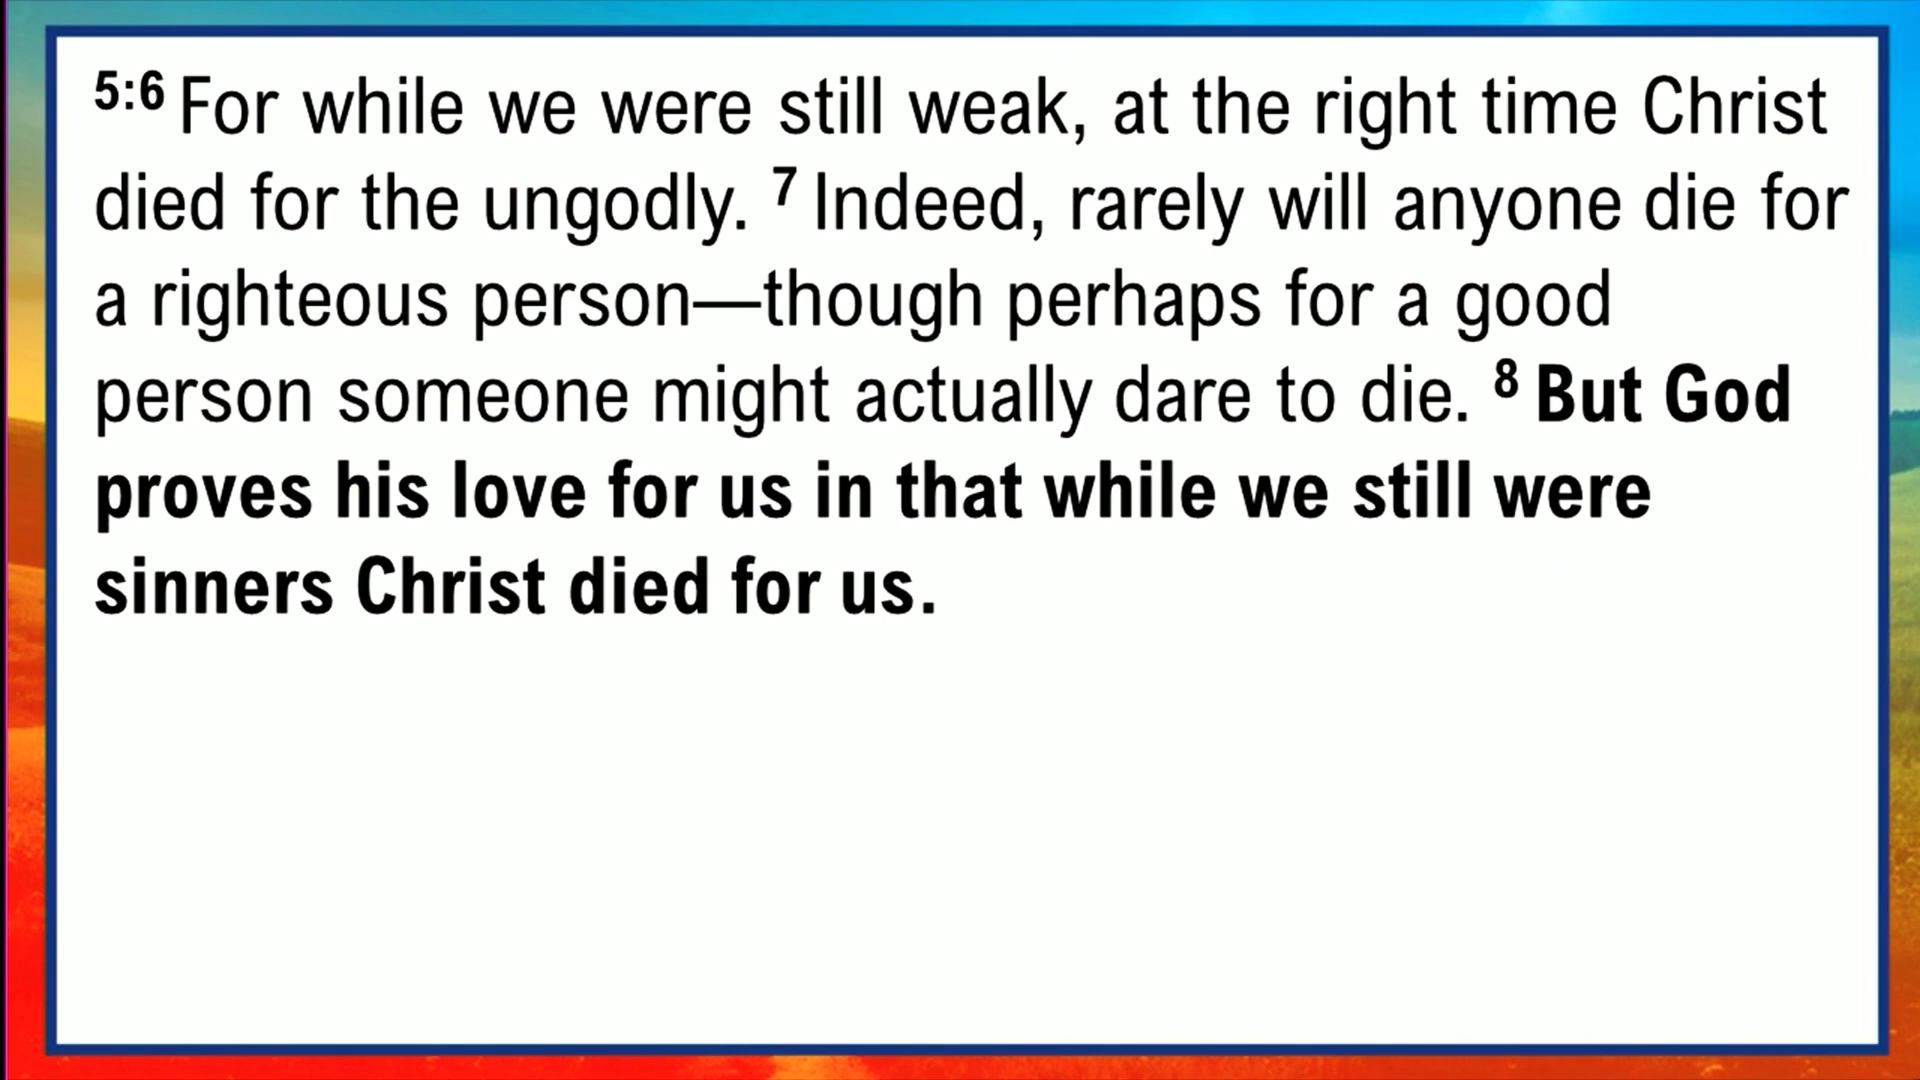 5:6 For while we were still weak, at the right time Christ
died for the ungodly. 7 Indeed, rarely will anyone die for
a righteous person—though perhaps for a good
person someone might actually dare to die. 8 But God
proves his love for us in that while we still were
sinners Christ died for us.